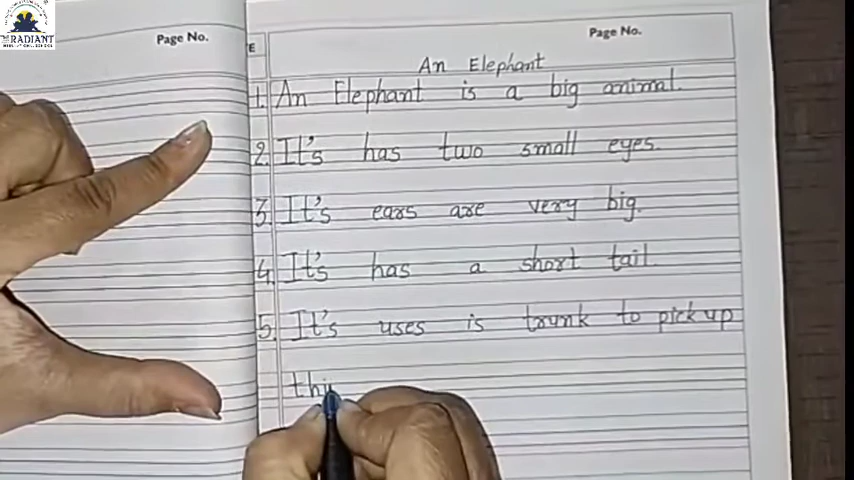 THE RADIANT
Page No.
E
Page No.
An Elephant
1. An Elephant is a big animal.
2. It's has two small eyes.
3. It's ears are very big.
4. It's has a short tail.
5. It's uses is trunk to pick up
thi